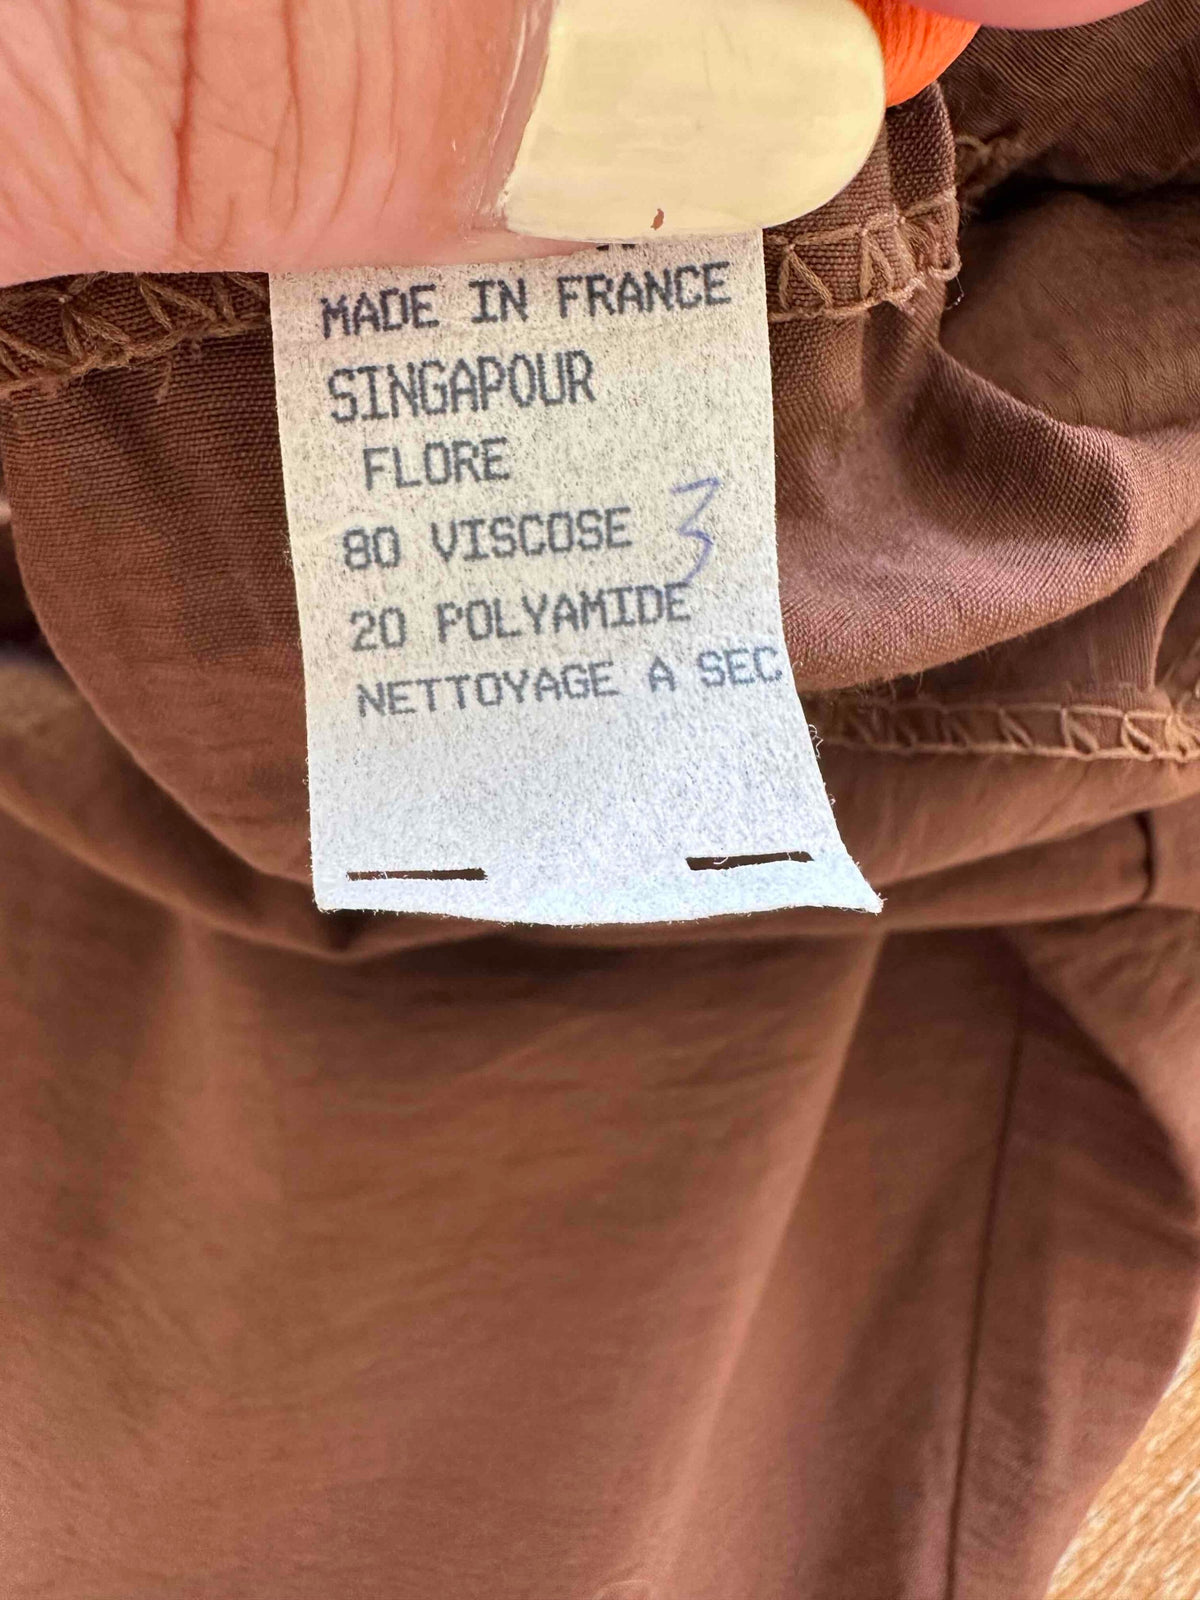 MADE IN FRANCE
SINGAPOUR
FLORE
80 VISCOSE 3
20 POLYAMIDE
NETTOYAGE A SEC